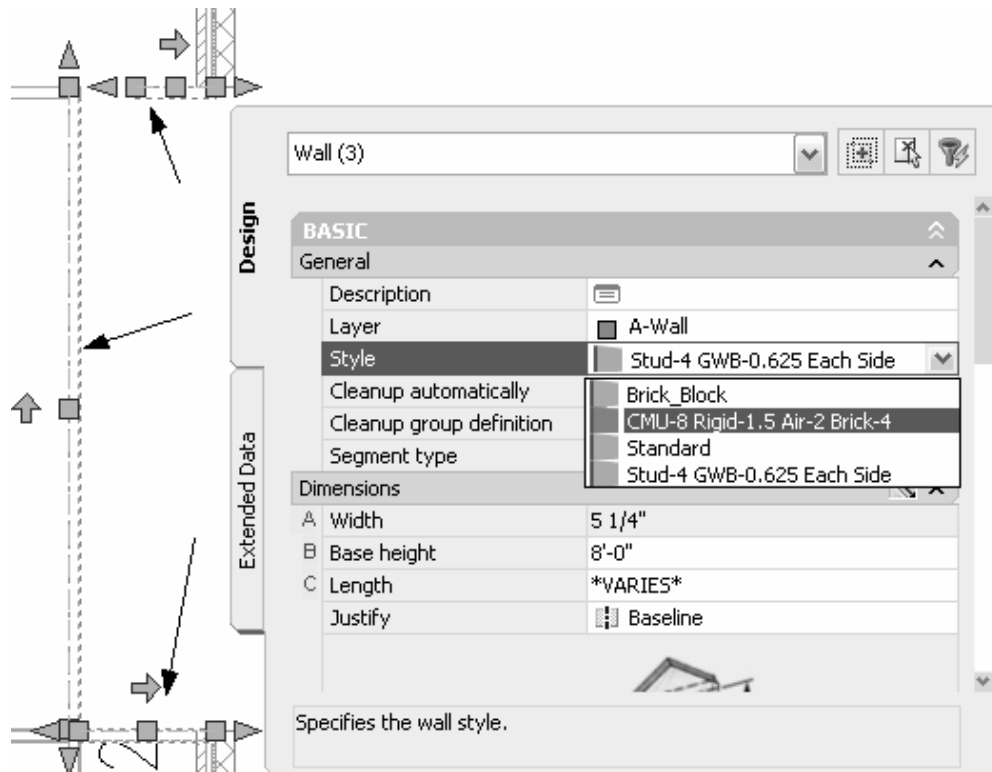 Wall (3)
Design
BASIC
General
Description
Layer A-Wall
Style Stud-4 GWB-0.625 Each Side
Cleanup automatically Brick_Block
CMU-8 Rigid-1.5 Air-2 Brick-4
Cleanup group definition
Standard
Segment type
Stud-4 GWB-0.625 Each Side
Extended Data
Dimensions
A Width 5 1/4"
B Base height 8'-0"
C Length *VARIES*
Justify Baseline
Specifies the wall style.
2